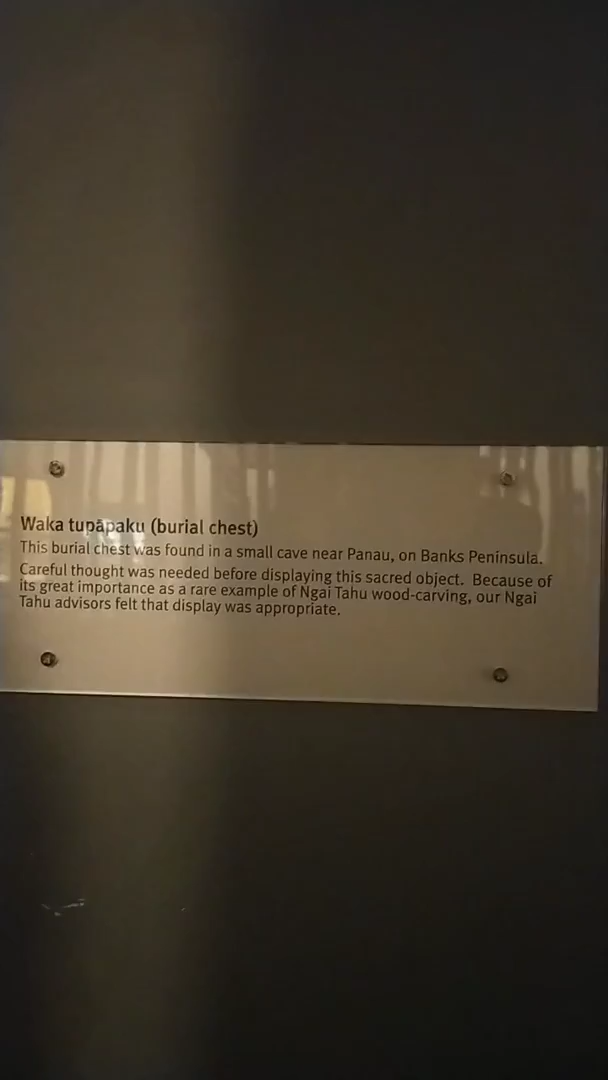 Waka tupāpaku (burial chest)
This burial chest was found in a small cave near Panau, on Banks Peninsula.
Careful thought was needed before displaying this sacred object. Because of
its great importance as a rare example of Ngai Tahu wood-carving, our Ngai
Tahu advisors felt that display was appropriate.